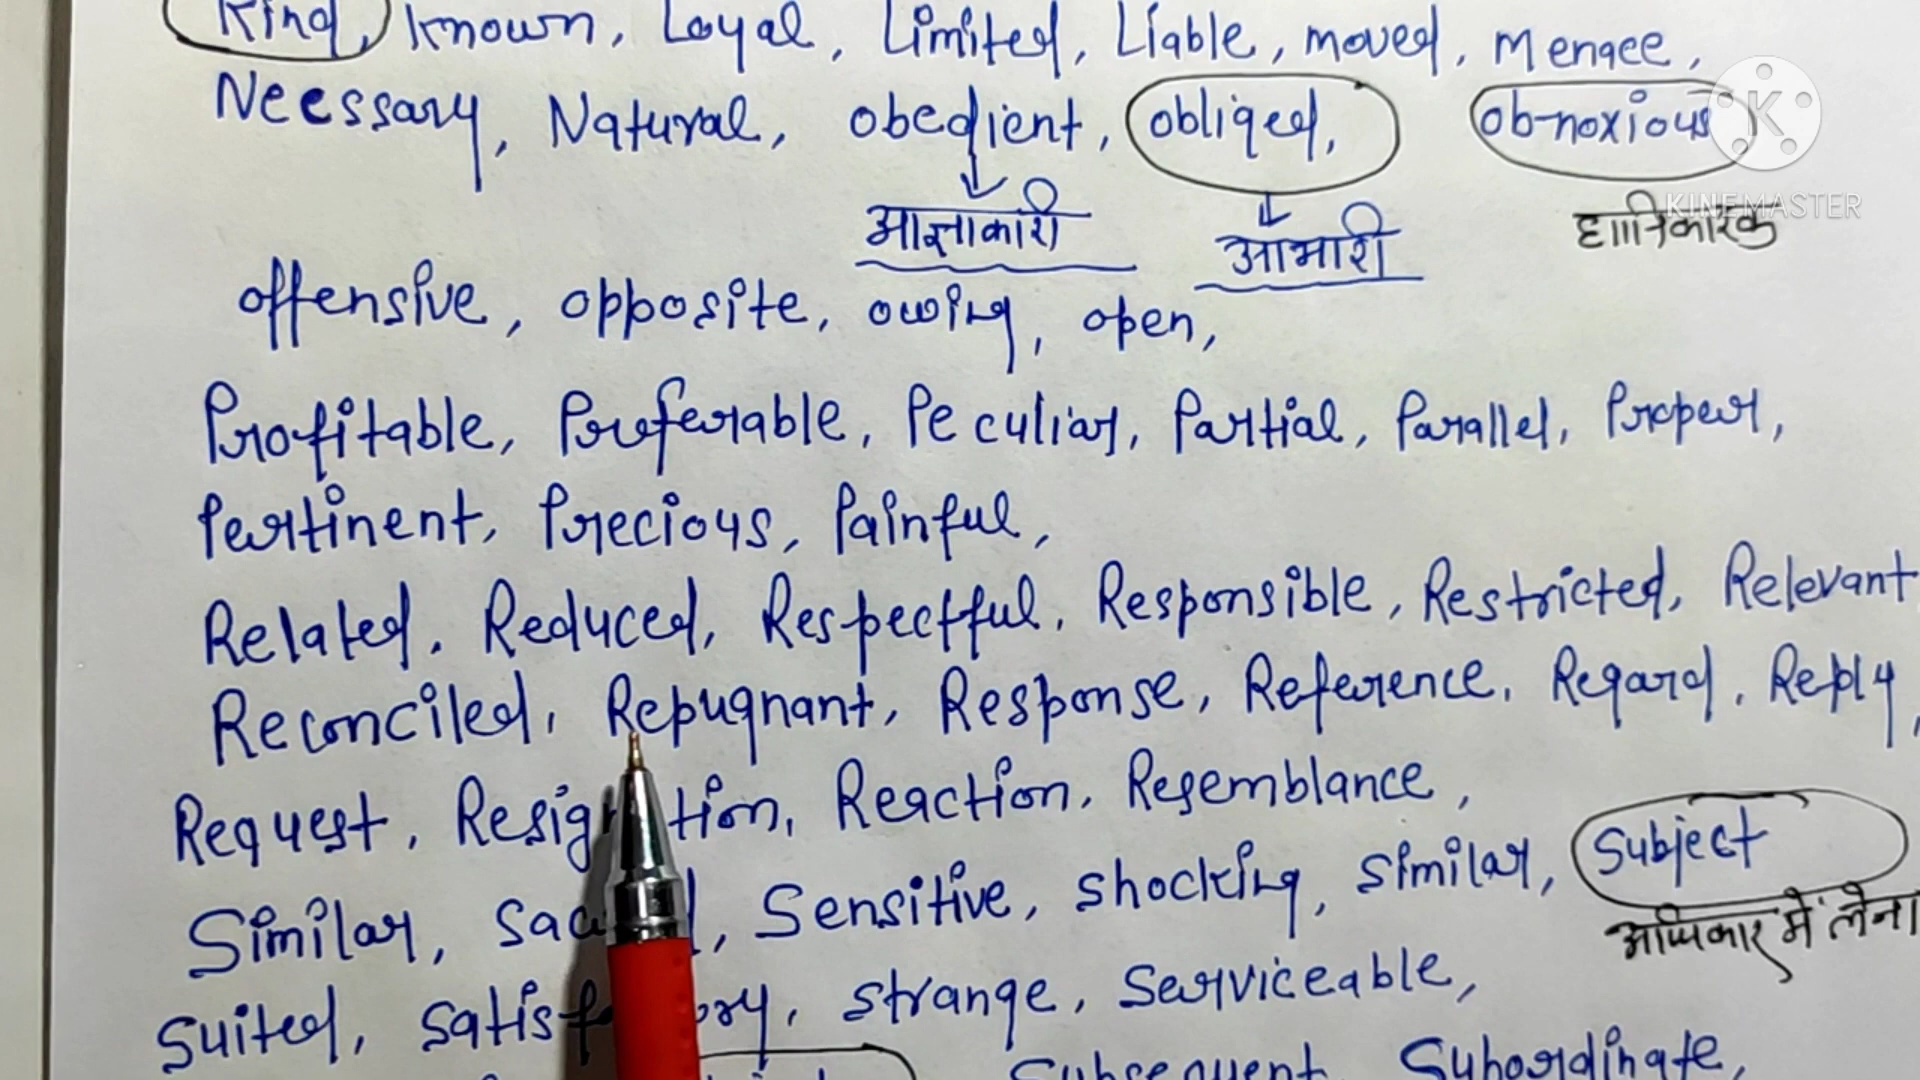 Kind, Known, Loyal, Limited, Liable, moved, Menace,
Necessary, Natural, obedient, obliged, ob-noxious
आज्ञाकारी आभारी हानिकारक
KINEMASTER
offensive, opposite, owing, open,
Profitable, Preferable, Peculiar, Partial, Parallel, Proper,
Pertinent, Precious, Painful,
Related, Reduced, Respectful, Responsible, Restricted, Relevant
Reconciled, Repugnant, Response, Reference, Regard, Reply,
Request, Reaction, Resemblance,
Similar, Sensitive, shocking, Similar, Subject
अधिकार में लेना
Suited, strange, Serviceable,
Subsequent, Subordinate,